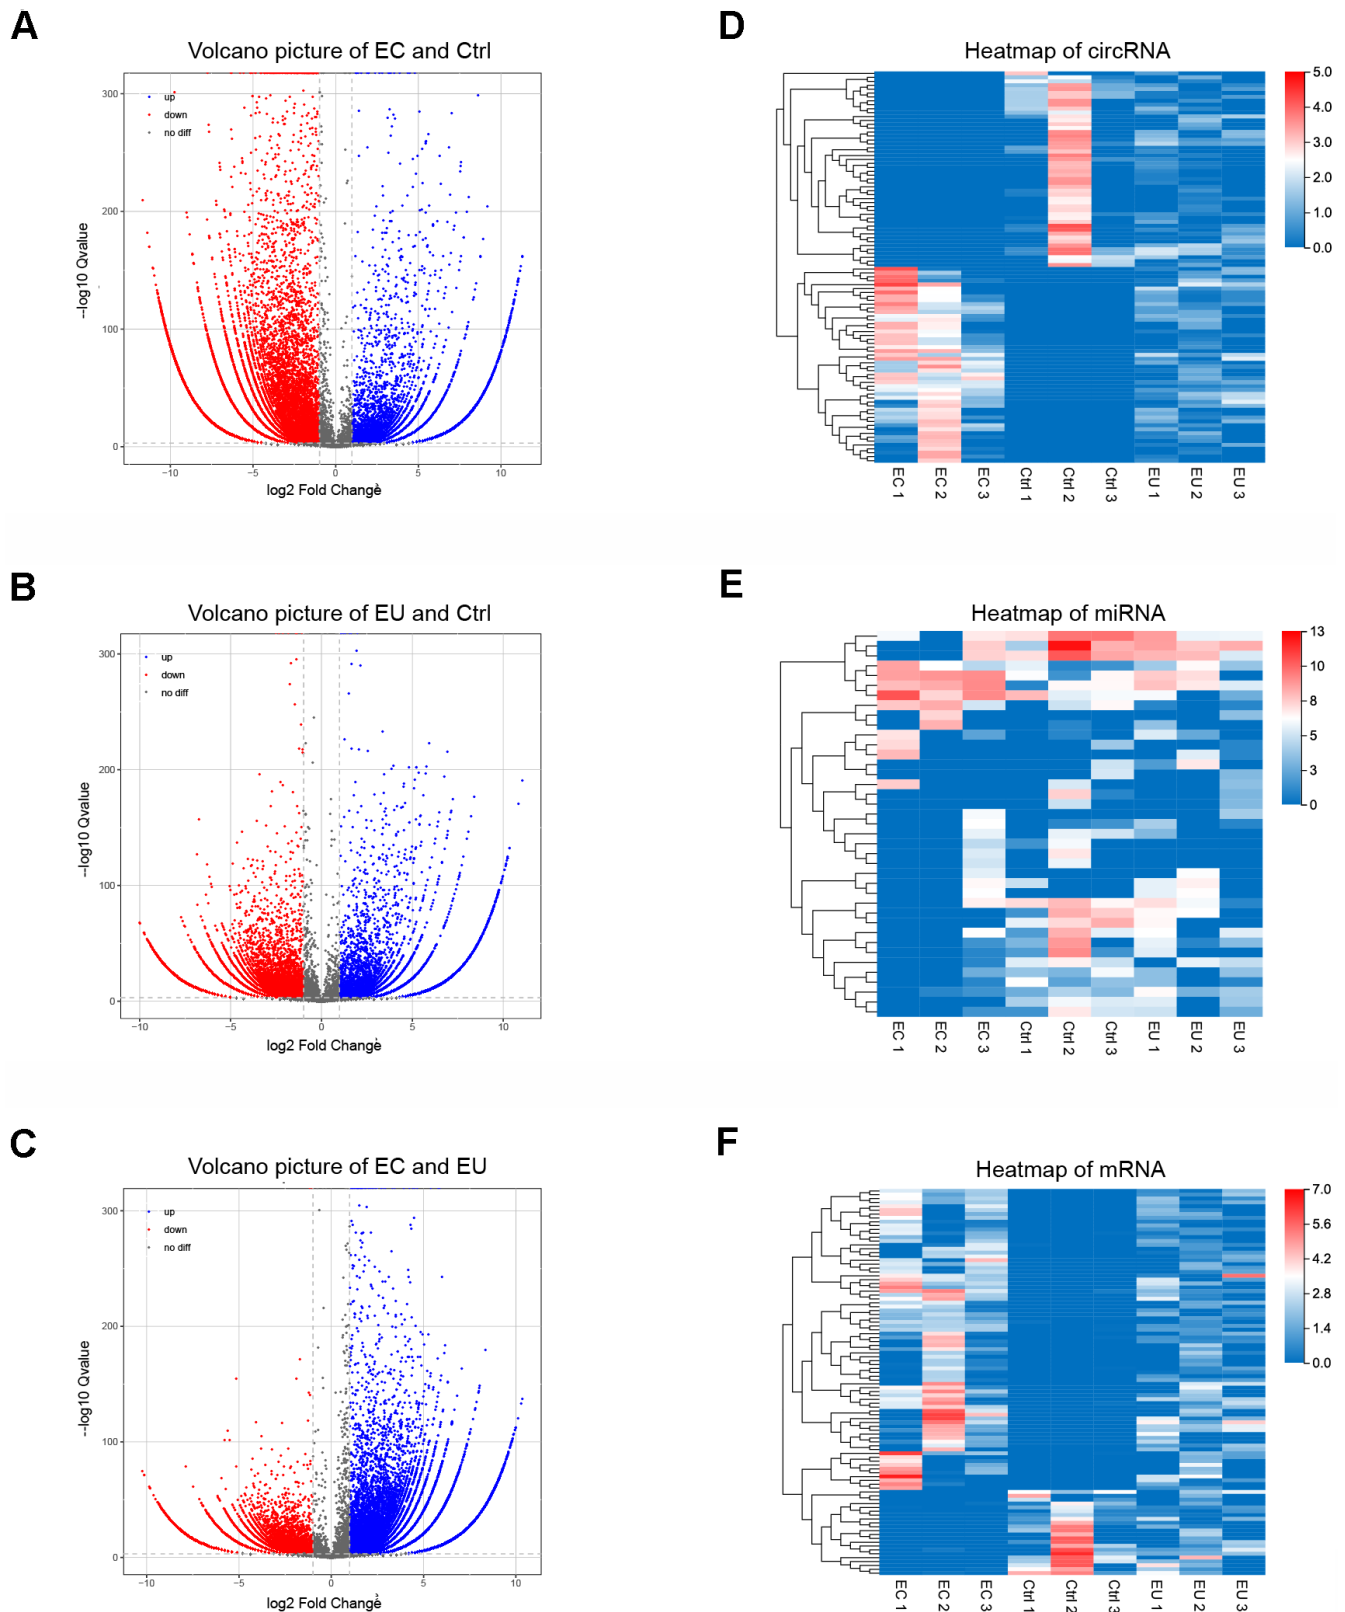 A
Volcano picture of EC and Ctrl
up
down
no diff
300
200
100
0
--log10 Qvalue
-10
-5
0
5
10
log2 Fold Change
D
Heatmap of circRNA
5.0
4.0
3.0
2.0
1.0
0.0
EC 1
EC 2
EC 3
Ctrl 1
Ctrl 2
Ctrl 3
EU 1
EU 2
EU 3
B
Volcano picture of EU and Ctrl
up
down
no diff
300
200
100
0
--log10 Qvalue
-10
-5
0
5
10
log2 Fold Change
E
Heatmap of miRNA
13
10
8
5
3
0
EC 1
EC 2
EC 3
Ctrl 1
Ctrl 2
Ctrl 3
EU 1
EU 2
EU 3
C
Volcano picture of EC and EU
up
down
no diff
300
200
100
0
--log10 Qvalue
-10
-5
0
5
10
log2 Fold Change
F
Heatmap of mRNA
7.0
5.6
4.2
2.8
1.4
0.0
EC 1
EC 2
EC 3
Ctrl 1
Ctrl 2
Ctrl 3
EU 1
EU 2
EU 3